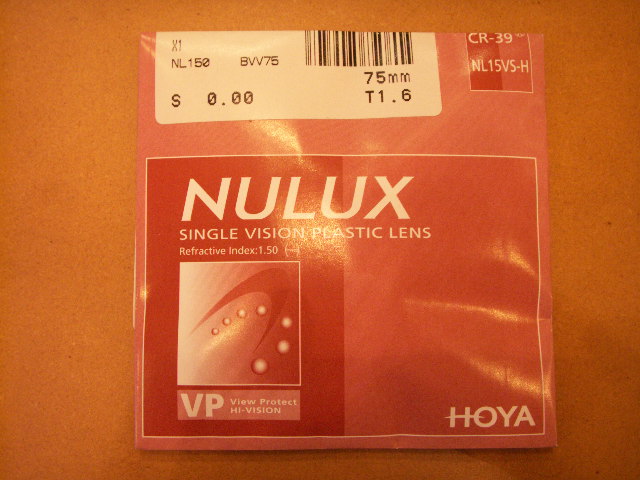 X1
NL150 BVV75
75mm
S 0.00 T1.6
CR-39
NL15VS-H
NULUX
SINGLE VISION PLASTIC LENS
Refractive Index:1.50
VP View Protect
HI-VISION
HOYA